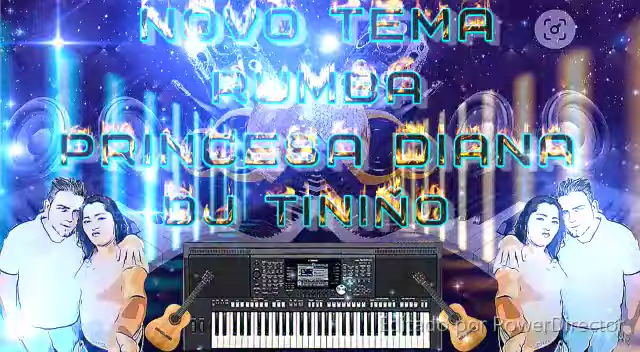 NOVO TEMA
RUMBA
PRINCESA DIANA
DJ TINIÑO
Editado por PowerDirector